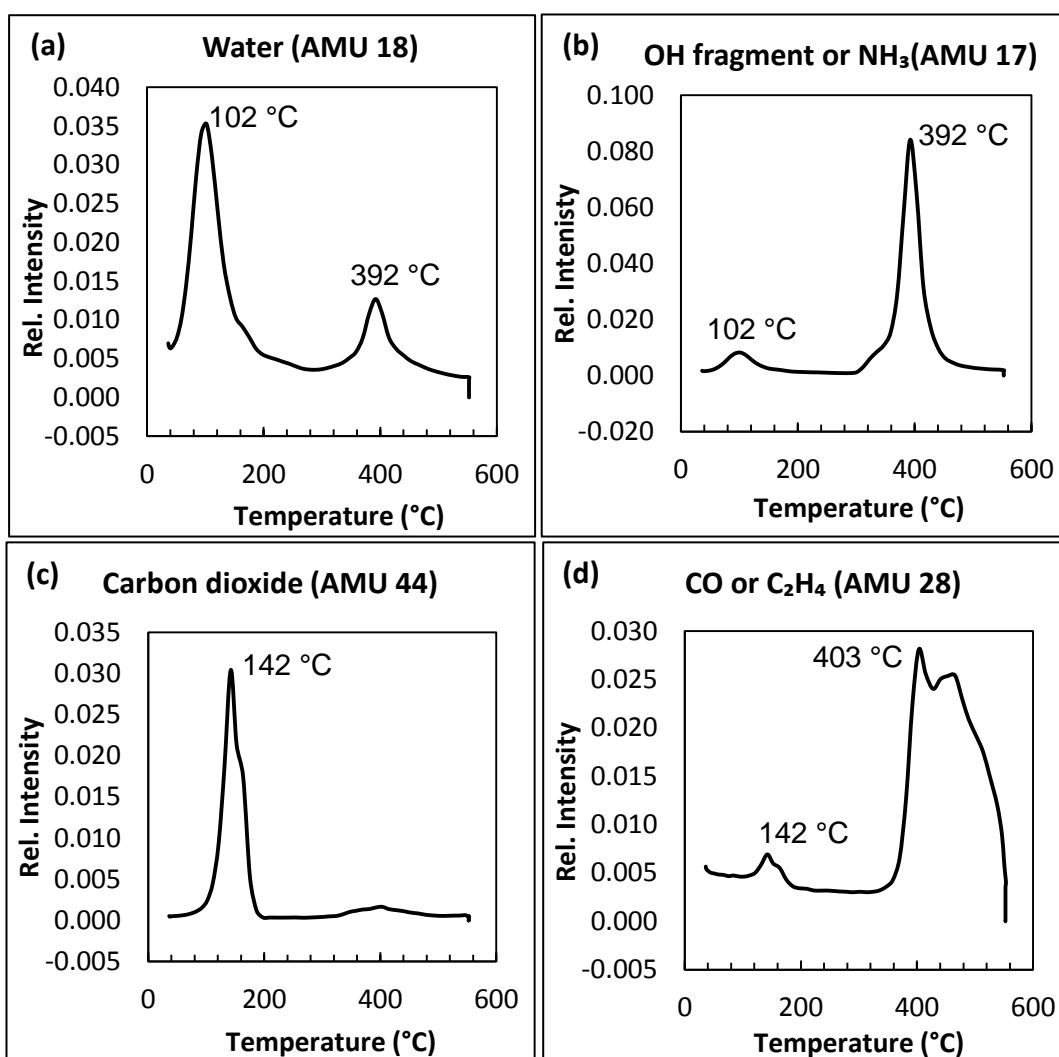 (a)
Water (AMU 18)
0.040
0.035
0.030
0.025
0.020
0.015
0.010
0.005
0.000
-0.005
Rel. Intensity
102 °C
392 °C
0 200 400 600
Temperature (°C)
(b)
OH fragment or NH₃(AMU 17)
0.100
0.080
0.060
0.040
0.020
0.000
-0.020
Rel. Intenisty
102 °C
392 °C
0 200 400 600
Temperature (°C)
(c)
Carbon dioxide (AMU 44)
0.035
0.030
0.025
0.020
0.015
0.010
0.005
0.000
-0.005
Rel. Intensity
142 °C
0 200 400 600
Temperature (°C)
(d)
CO or C₂H₄ (AMU 28)
0.030
0.025
0.020
0.015
0.010
0.005
0.000
-0.005
Rel. Intensity
403 °C
142 °C
0 200 400 600
Temperature (°C)